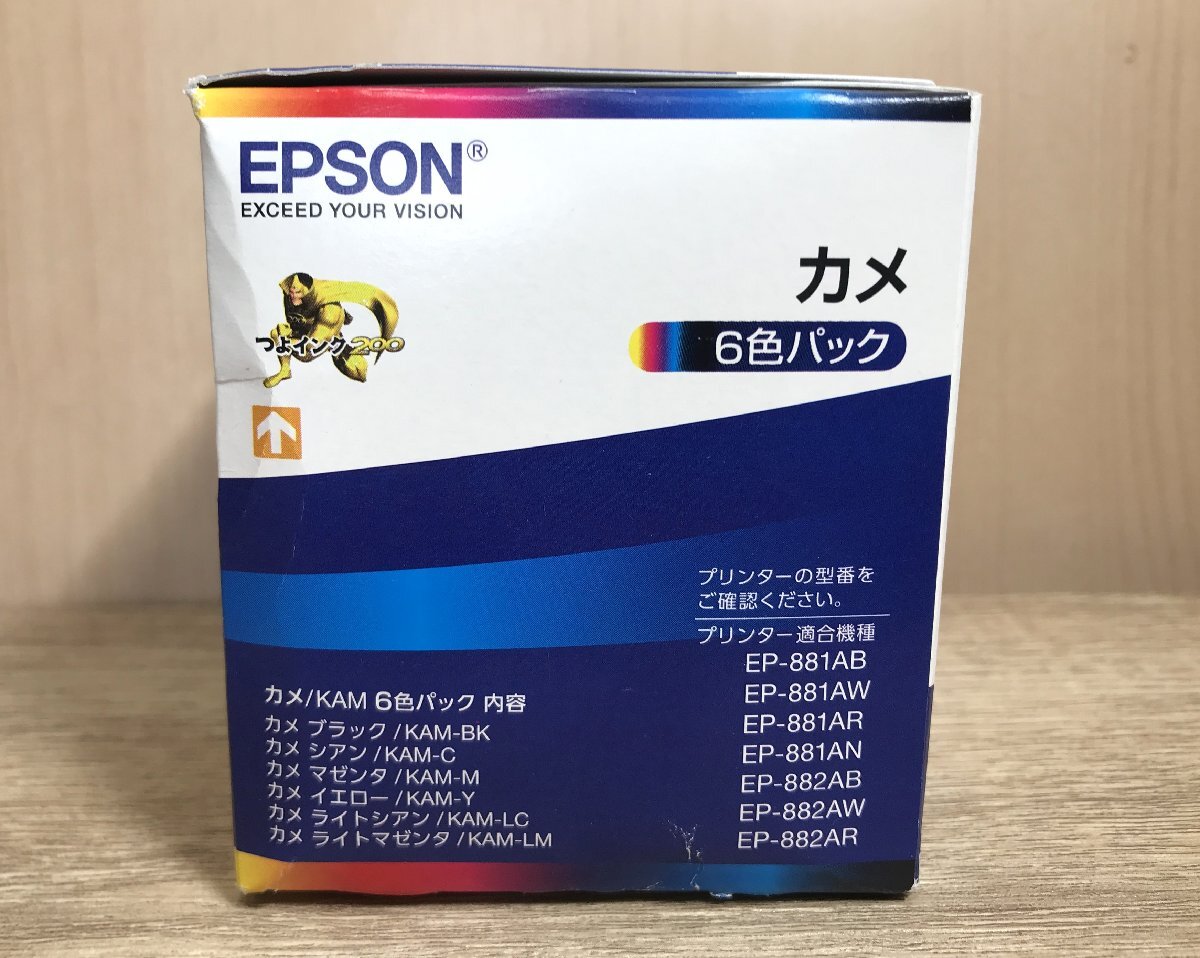 EPSON®
EXCEED YOUR VISION
カメ
6色パック
つよインク200
プリンターの型番を
ご確認ください。
プリンター適合機種
EP-881AB
EP-881AW
EP-881AR
EP-881AN
EP-882AB
EP-882AW
EP-882AR
カメ/KAM 6色パック 内容
カメ ブラック/KAM-BK
カメ シアン/KAM-C
カメ マゼンタ/KAM-M
カメ イエロー/KAM-Y
カメ ライトシアン/KAM-LC
カメ ライトマゼンタ/KAM-LM